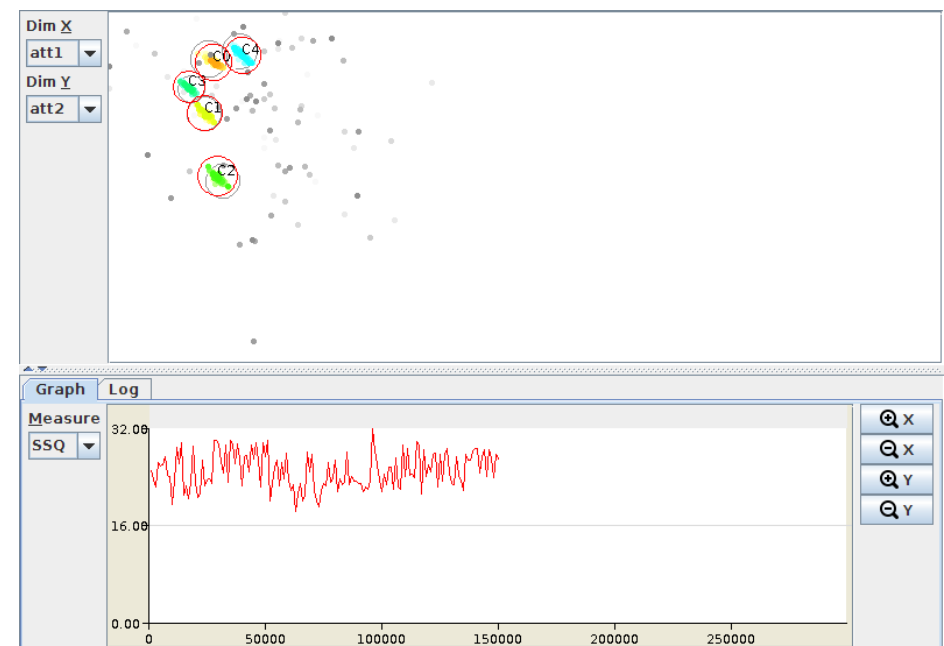 Dim X
att1
Dim Y
att2
C0
C4
C3
C1
C2
Graph
Log
Measure
SSQ
32.00
16.00
0.00
0 50000 100000 150000 200000 250000
X
X
Y
Y